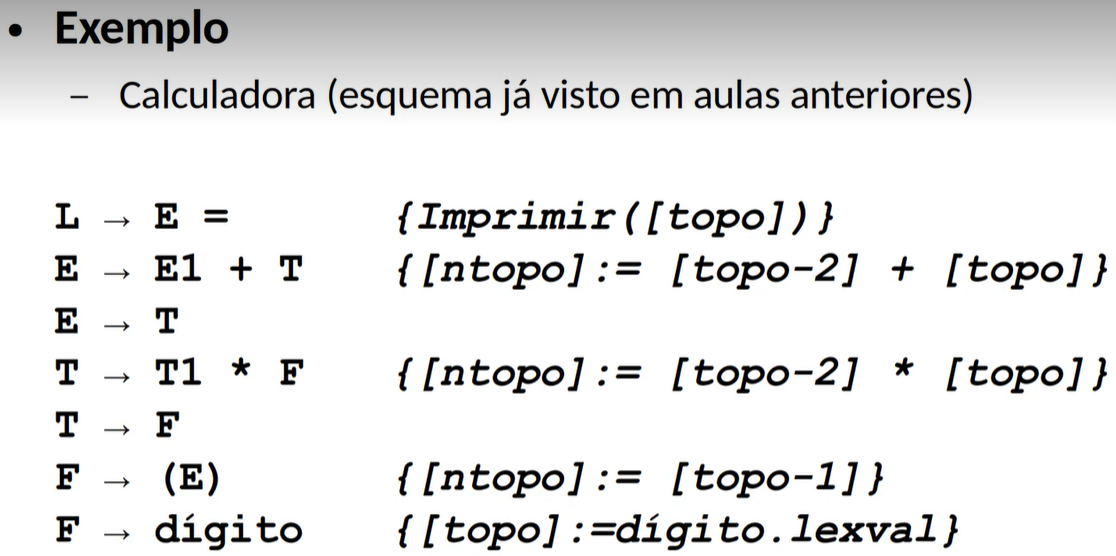 • Exemplo
– Calculadora (esquema já visto em aulas anteriores)
L → E = {Imprimir([topo])}
E → E1 + T {[ntopo]:= [topo-2] + [topo]}
E → T
T → T1 * F {[ntopo]:= [topo-2] * [topo]}
T → F
F → (E) {[ntopo]:= [topo-1]}
F → dígito {[topo]:=dígito.lexval}